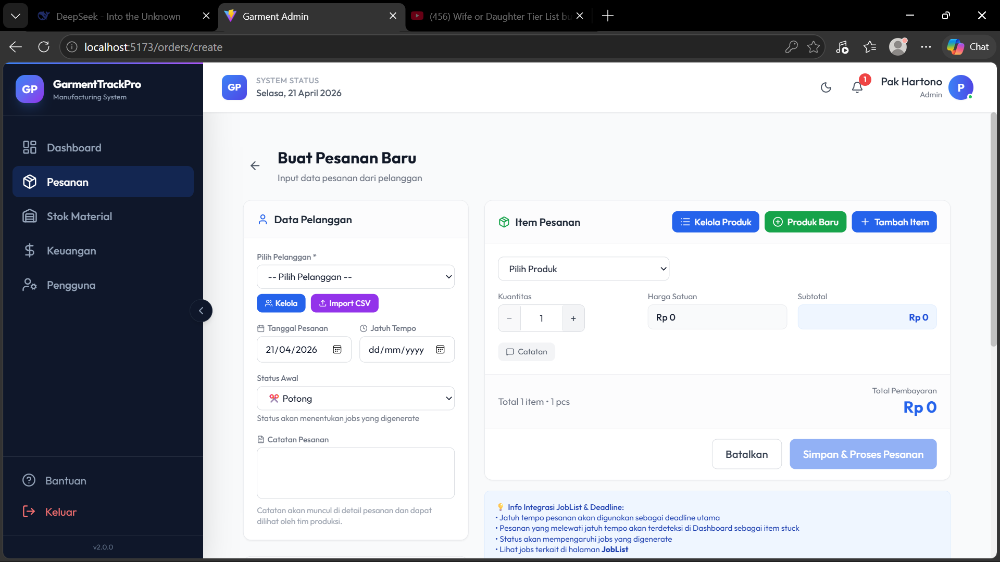 DeepSeek - Into the Unknown
Garment Admin
(456) Wife or Daughter Tier List bu
localhost:5173/orders/create
Chat
GP
GarmentTrackPro
Manufacturing System
Dashboard
Pesanan
Stok Material
Keuangan
Pengguna
Bantuan
Keluar
v2.0.0
GP
SYSTEM STATUS
Selasa, 21 April 2026
1
Pak Hartono
Admin
P
Buat Pesanan Baru
Input data pesanan dari pelanggan
Data Pelanggan
Pilih Pelanggan *
-- Pilih Pelanggan --
Kelola
Import CSV
Tanggal Pesanan
Jatuh Tempo
21/04/2026
dd/mm/yyyy
Status Awal
Potong
Status akan menentukan jobs yang digenerate
Catatan Pesanan
Catatan akan muncul di detail pesanan dan dapat
dilihat oleh tim produksi.
Item Pesanan
Kelola Produk
Produk Baru
+ Tambah Item
Pilih Produk
Kuantitas
Harga Satuan
Subtotal
− 1 +
Rp 0
Rp 0
Catatan
Total 1 item • 1 pcs
Total Pembayaran
Rp 0
Batalkan
Simpan & Proses Pesanan
💡 Info Integrasi JobList & Deadline:
• Jatuh tempo pesanan akan digunakan sebagai deadline utama
• Pesanan yang melewati jatuh tempo akan terdeteksi di Dashboard sebagai item stuck
• Status akan mempengaruhi jobs yang digenerate
• Lihat jobs terkait di halaman JobList